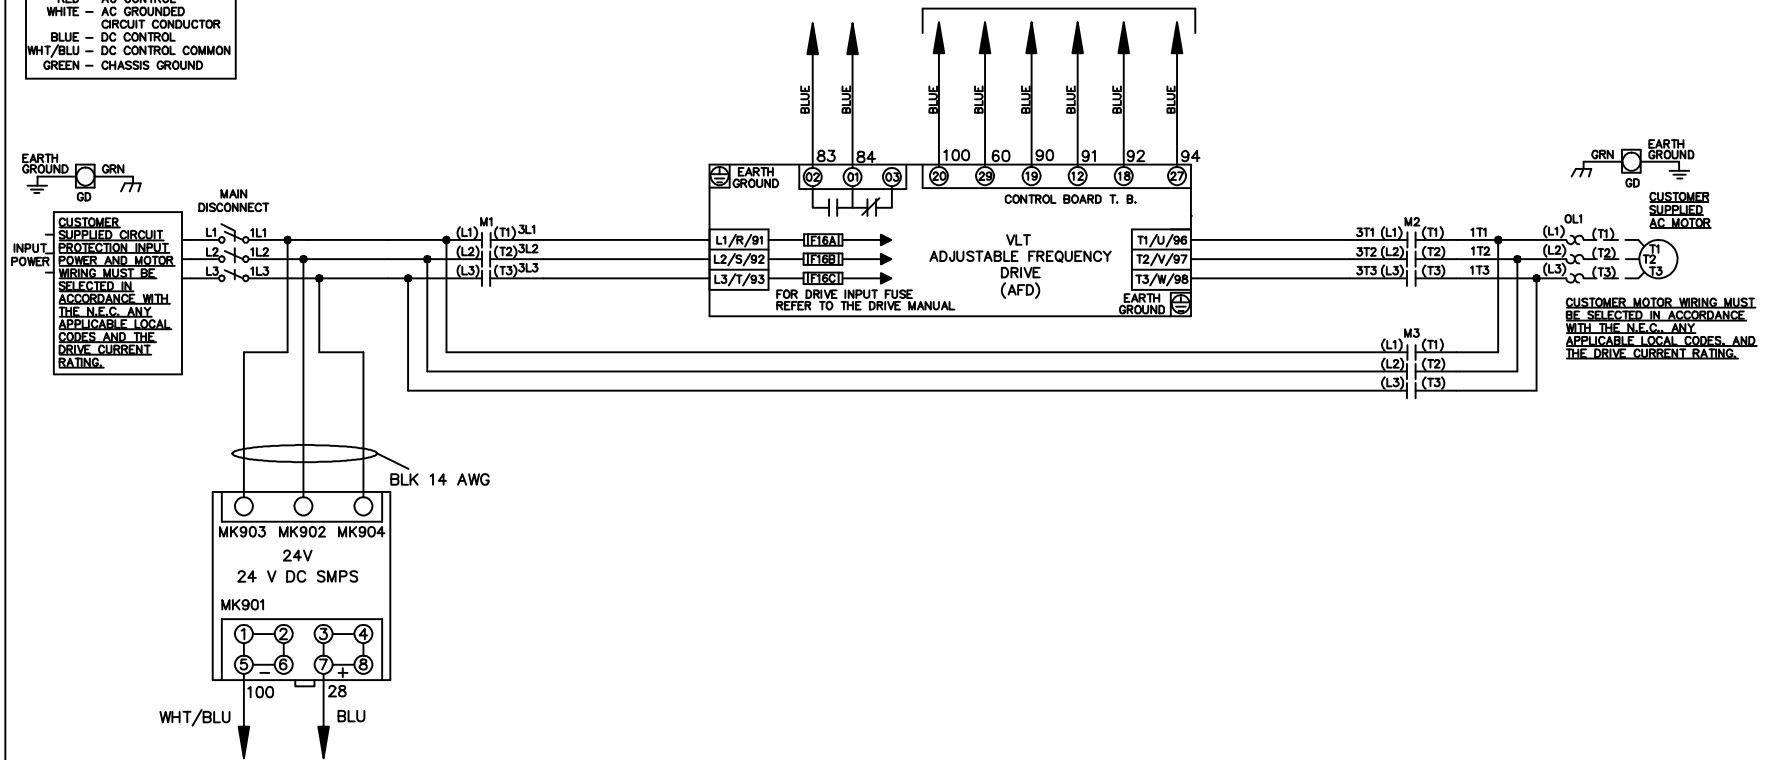 RED – AC CONTROL
WHITE – AC GROUNDED
CIRCUIT CONDUCTOR
BLUE – DC CONTROL
WHT/BLU – DC CONTROL COMMON
GREEN – CHASSIS GROUND
BLUE
BLUE
BLUE
BLUE
BLUE
BLUE
BLUE
BLUE
83
84
100
60
90
91
92
94
EARTH
GROUND
02
01
03
20
29
19
12
18
27
CONTROL BOARD T. B.
EARTH
GROUND
GRN
GD
MAIN
DISCONNECT
INPUT
POWER
CUSTOMER
SUPPLIED CIRCUIT
PROTECTION INPUT
POWER AND MOTOR
WIRING MUST BE
SELECTED IN
ACCORDANCE WITH
THE N.E.C. ANY
APPLICABLE LOCAL
CODES AND THE
DRIVE CURRENT
RATING.
L1
1L1
L2
1L2
L3
1L3
M1
(L1)
(T1)
3L1
(L2)
(T2)
3L2
(L3)
(T3)
3L3
L1/R/91
L2/S/92
L3/T/93
F16A
F16B
F16C
FOR DRIVE INPUT FUSE
REFER TO THE DRIVE MANUAL
VLT
ADJUSTABLE FREQUENCY
DRIVE
(AFD)
T1/U/96
T2/V/97
T3/W/98
EARTH
GROUND
M2
3T1 (L1)
(T1)
1T1
3T2 (L2)
(T2)
1T2
3T3 (L3)
(T3)
1T3
M3
(L1)
(T1)
(L2)
(T2)
(L3)
(T3)
OL1
(L1)
(T1)
(L2)
(T2)
(L3)
(T3)
T1
T2
T3
GRN
EARTH
GROUND
GD
CUSTOMER
SUPPLIED
AC MOTOR
CUSTOMER MOTOR WIRING MUST
BE SELECTED IN ACCORDANCE
WITH THE N.E.C., ANY
APPLICABLE LOCAL CODES, AND
THE DRIVE CURRENT RATING.
BLK 14 AWG
MK903
MK902
MK904
24V
24 V DC SMPS
MK901
1
2
3
4
5
6
7
8
–
+
100
28
WHT/BLU
BLU